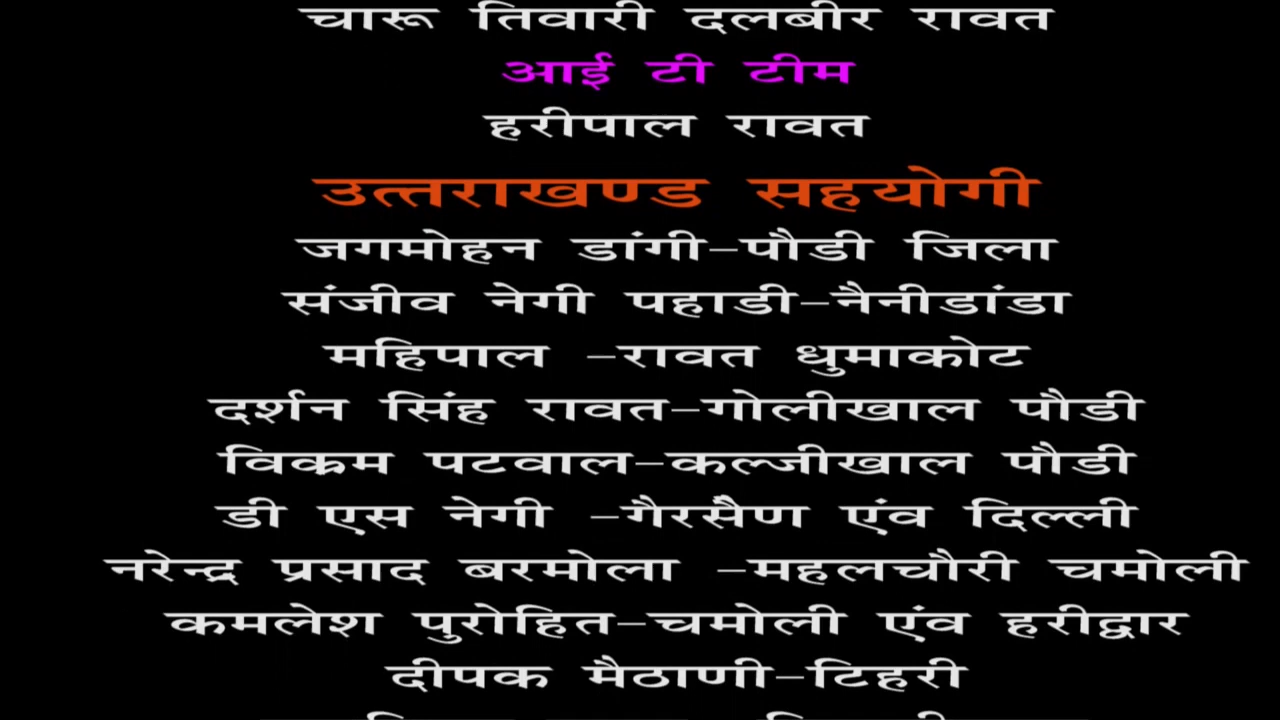 चारू तिवारी दलबीर रावत
आई टी टीम
हरीपाल रावत
उत्तराखण्ड सहयोगी
जगमोहन डांगी-पौडी जिला
संजीव नेगी पहाडी-नैनीडांडा
महिपाल -रावत धुमाकोट
दर्शन सिंह रावत-गोलीखाल पौडी
विक्रम पटवाल-कल्जीखाल पौडी
डी एस नेगी -गैरसैण एंव दिल्ली
नरेन्द्र प्रसाद बरमोला -महलचौरी चमोली
कमलेश पुरोहित-चमोली एंव हरीद्वार
दीपक मैठाणी-टिहरी